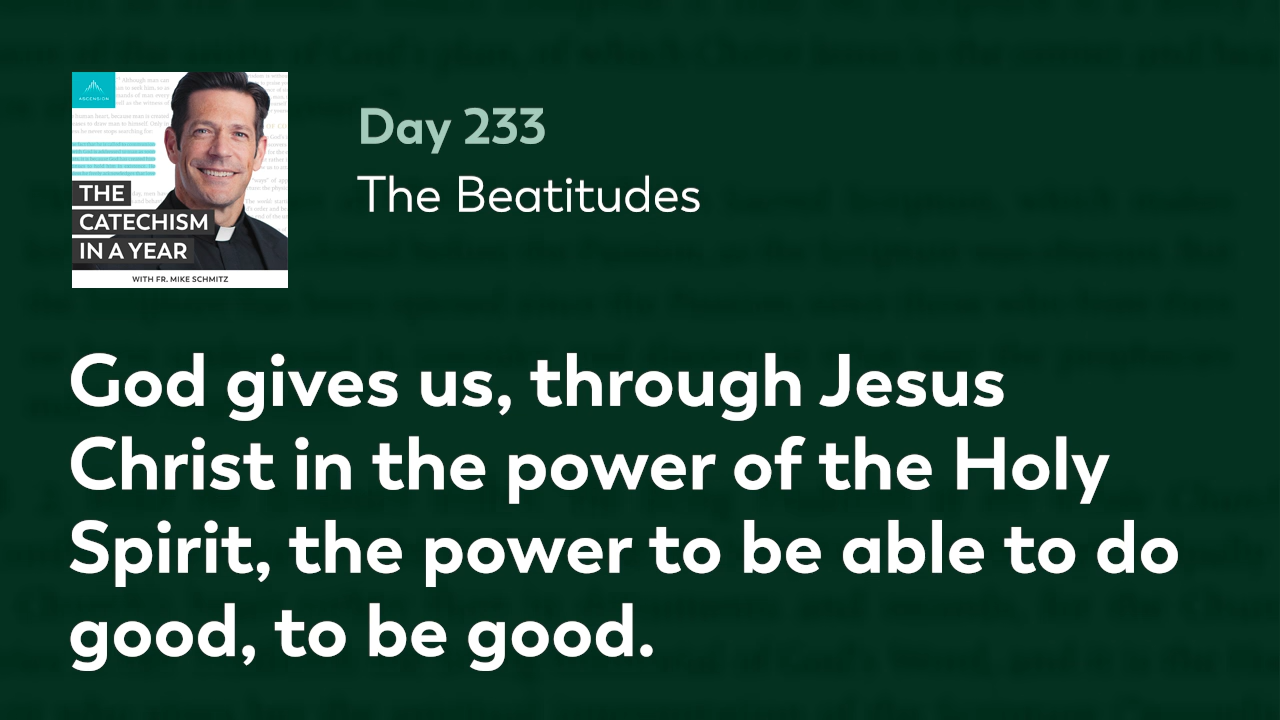 ASCENSION
THE
CATECHISM
IN A YEAR
WITH FR. MIKE SCHMITZ
Day 233
The Beatitudes
God gives us, through Jesus
Christ in the power of the Holy
Spirit, the power to be able to do
good, to be good.